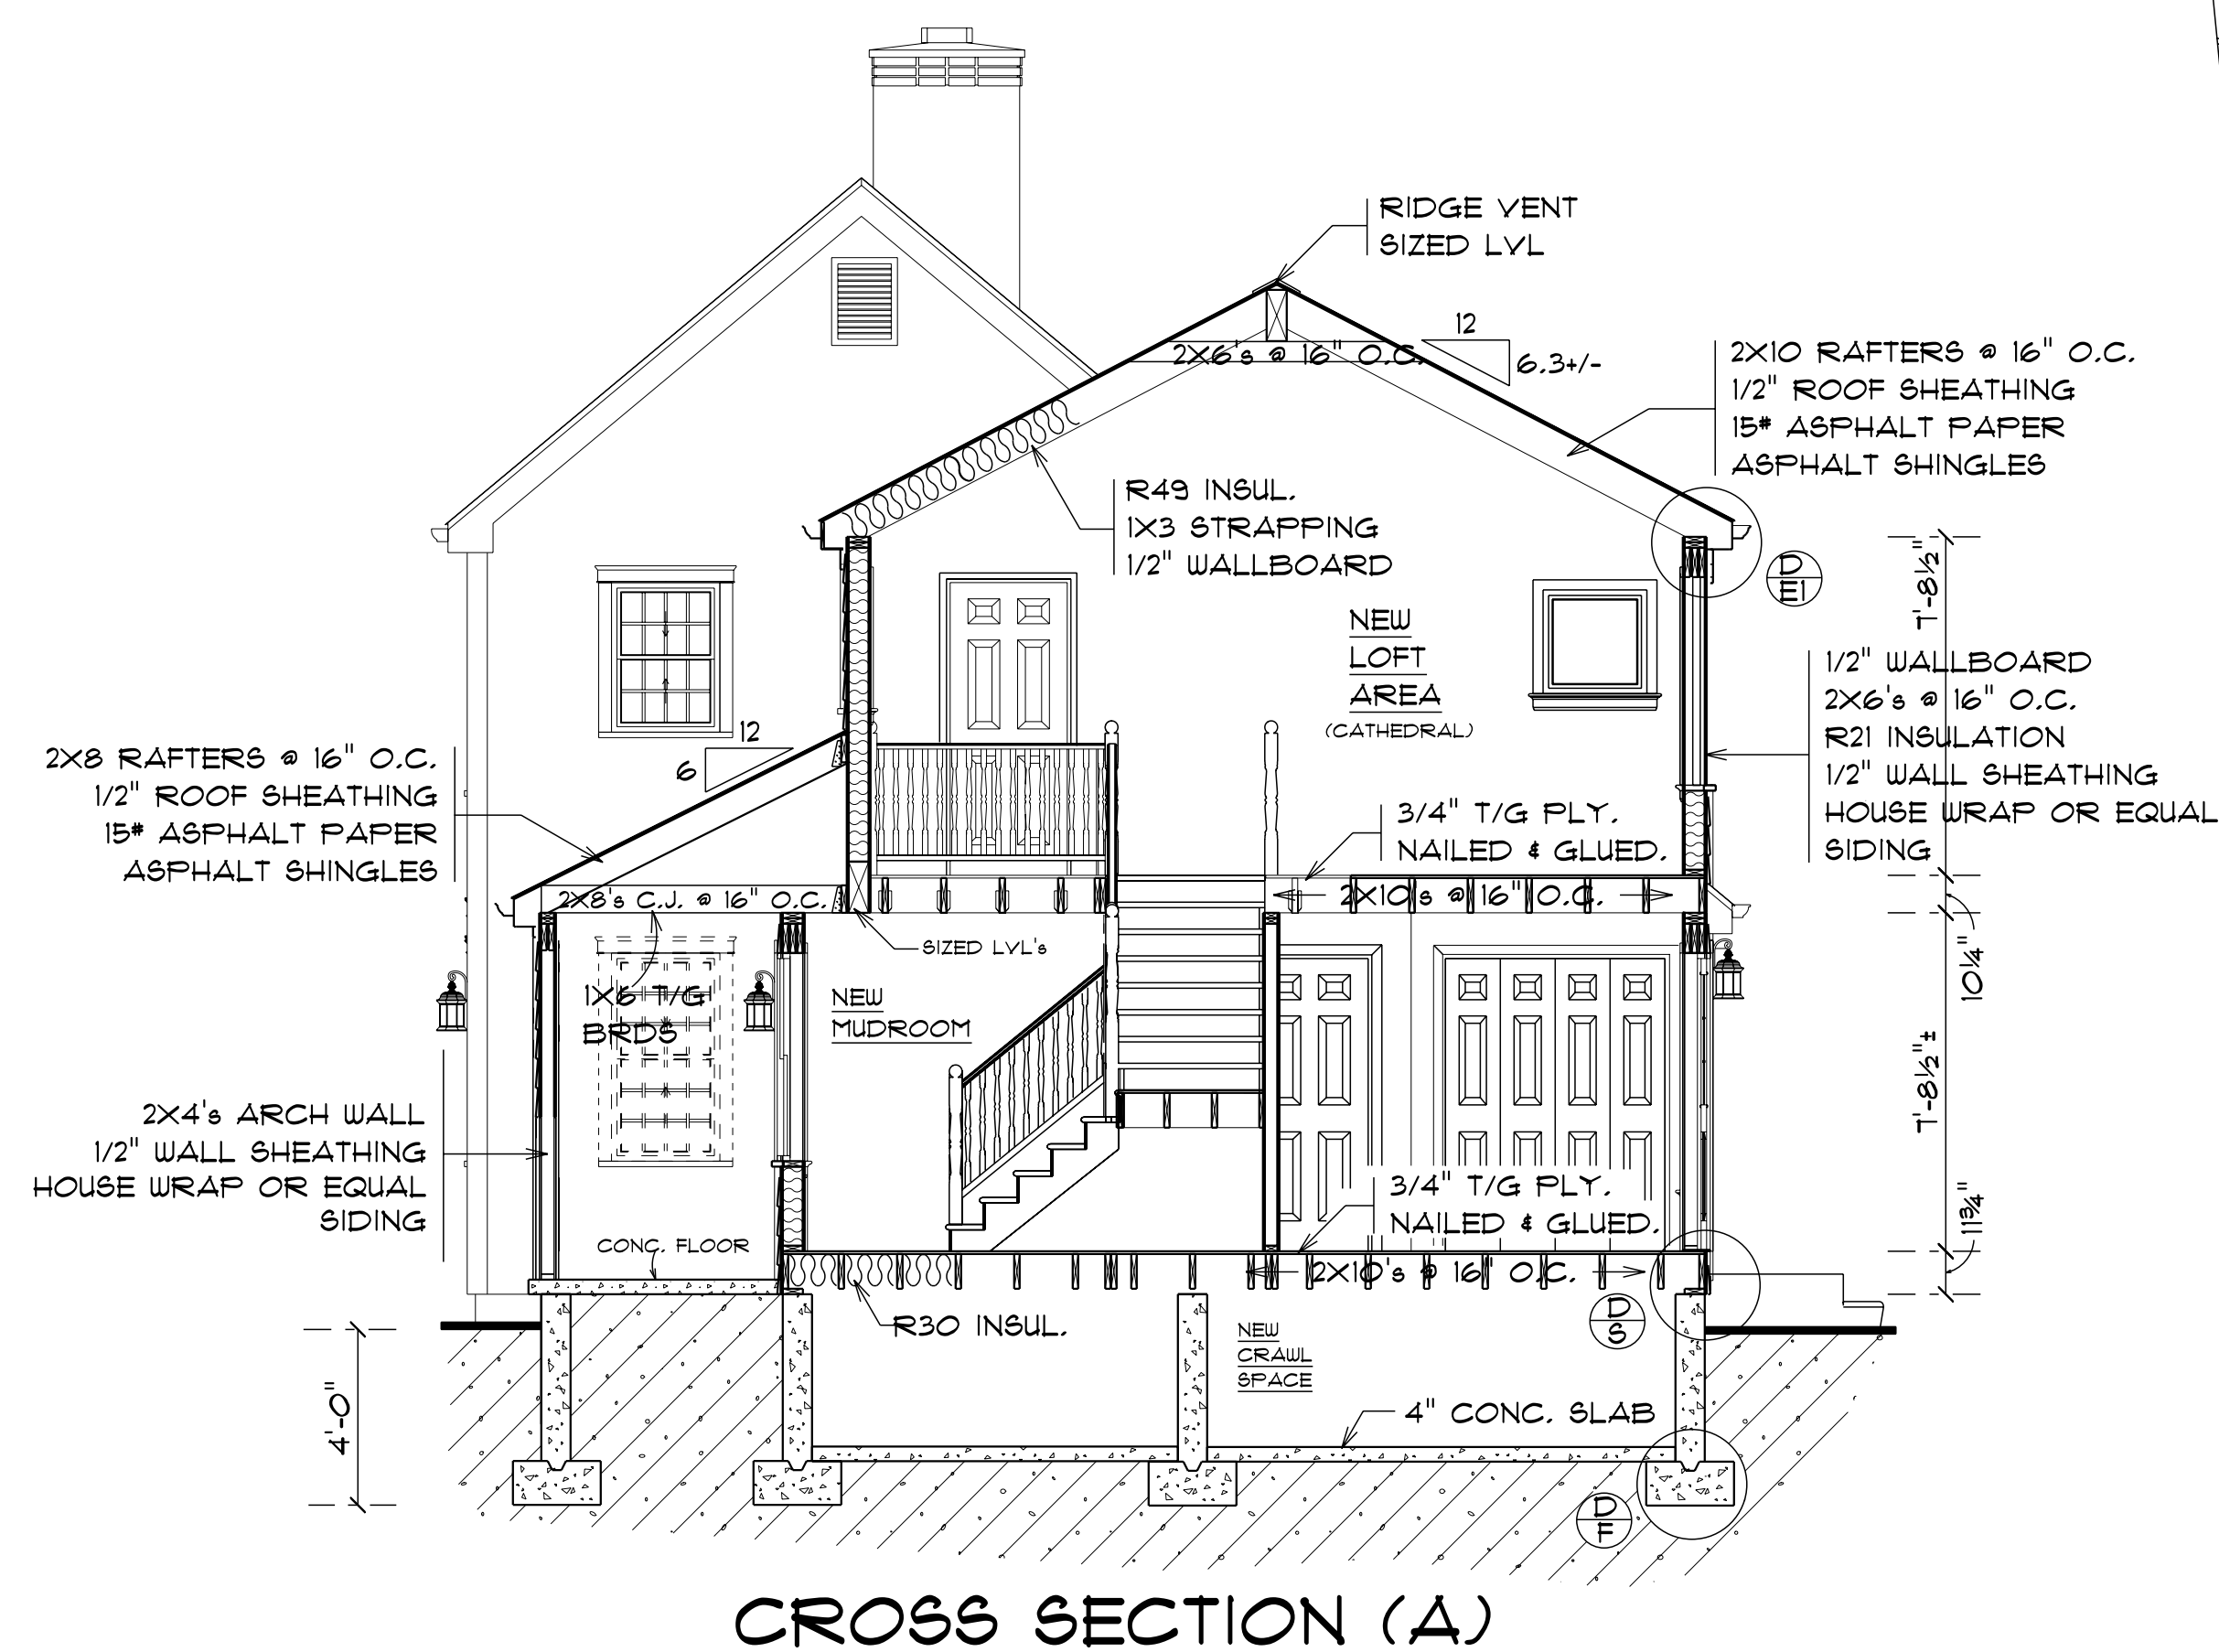 RIDGE VENT
SIZED LVL
12
6.3+/-
2X6's @ 16" O.C.
2X10 RAFTERS @ 16" O.C.
1/2" ROOF SHEATHING
15# ASPHALT PAPER
ASPHALT SHINGLES
R49 INSUL.
1X3 STRAPPING
1/2" WALLBOARD
D
E1
7'-8½"
NEW
LOFT
AREA
(CATHEDRAL)
1/2" WALLBOARD
2X6's @ 16" O.C.
R21 INSULATION
1/2" WALL SHEATHING
HOUSE WRAP OR EQUAL
SIDING
12
6
2X8 RAFTERS @ 16" O.C.
1/2" ROOF SHEATHING
15# ASPHALT PAPER
ASPHALT SHINGLES
3/4" T/G PLY.
NAILED & GLUED.
2X8's C.J. @ 16" O.C.
2X10's @ 16" O.C.
SIZED LVL's
10¼"
1X6 T/G
BRDS
NEW
MUDROOM
7'-8½"±
2X4's ARCH WALL
1/2" WALL SHEATHING
HOUSE WRAP OR EQUAL
SIDING
3/4" T/G PLY.
NAILED & GLUED.
11¾"
CONC. FLOOR
2X10's @ 16" O.C.
R30 INSUL.
D
S
NEW
CRAWL
SPACE
4'-0"
4" CONC. SLAB
D
F
CROSS SECTION (A)